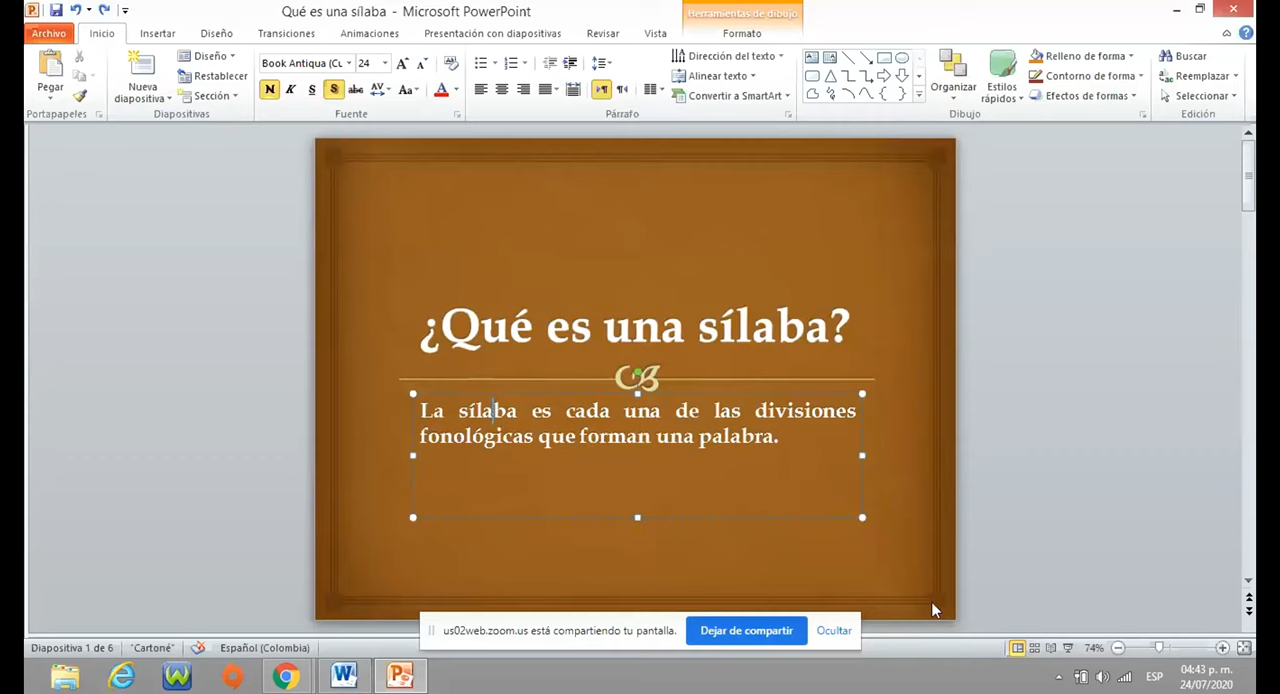 Qué es una sílaba - Microsoft PowerPoint
Herramientas de dibujo
Archivo Inicio Insertar Diseño Transiciones Animaciones Presentación con diapositivas Revisar Vista Formato
Pegar
Nueva diapositiva
Diseño
Restablecer
Sección
Book Antiqua (Cu 24
N K S S abc AV Aa A
Dirección del texto
Alinear texto
Convertir a SmartArt
Organizar
Estilos rápidos
Relleno de forma
Contorno de forma
Efectos de formas
Buscar
Reemplazar
Seleccionar
Portapapeles Diapositivas Fuente Párrafo Dibujo Edición
¿Qué es una sílaba?
La sílaba es cada una de las divisiones
fonológicas que forman una palabra.
us02web.zoom.us está compartiendo tu pantalla. Dejar de compartir Ocultar
Diapositiva 1 de 6 "Cartoné" Español (Colombia) 74%
ESP
04:43 p. m.
24/07/2020